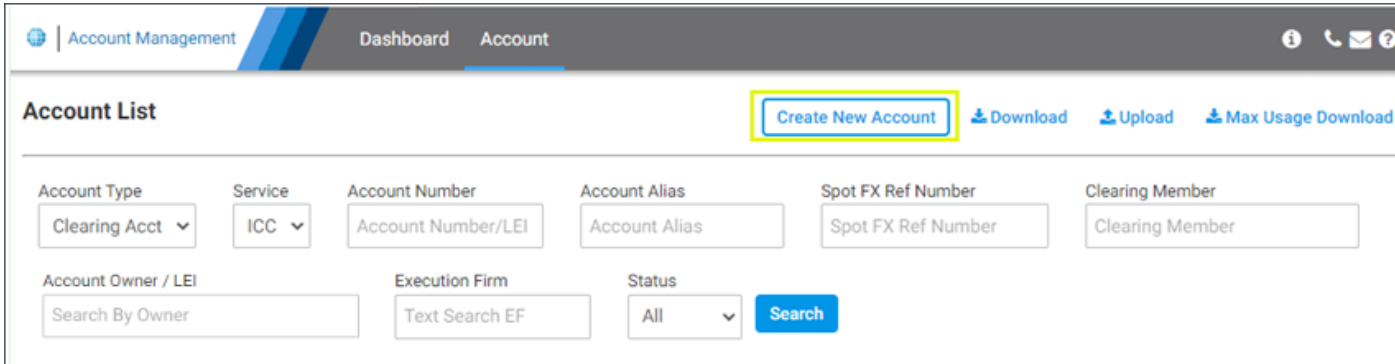 Account Management Dashboard Account
Account List Create New Account Download Upload Max Usage Download
Account Type Service Account Number Account Alias Spot FX Ref Number Clearing Member
Clearing Acct ICC Account Number/LEI Account Alias Spot FX Ref Number Clearing Member
Account Owner / LEI Execution Firm Status
Search By Owner Text Search EF All Search